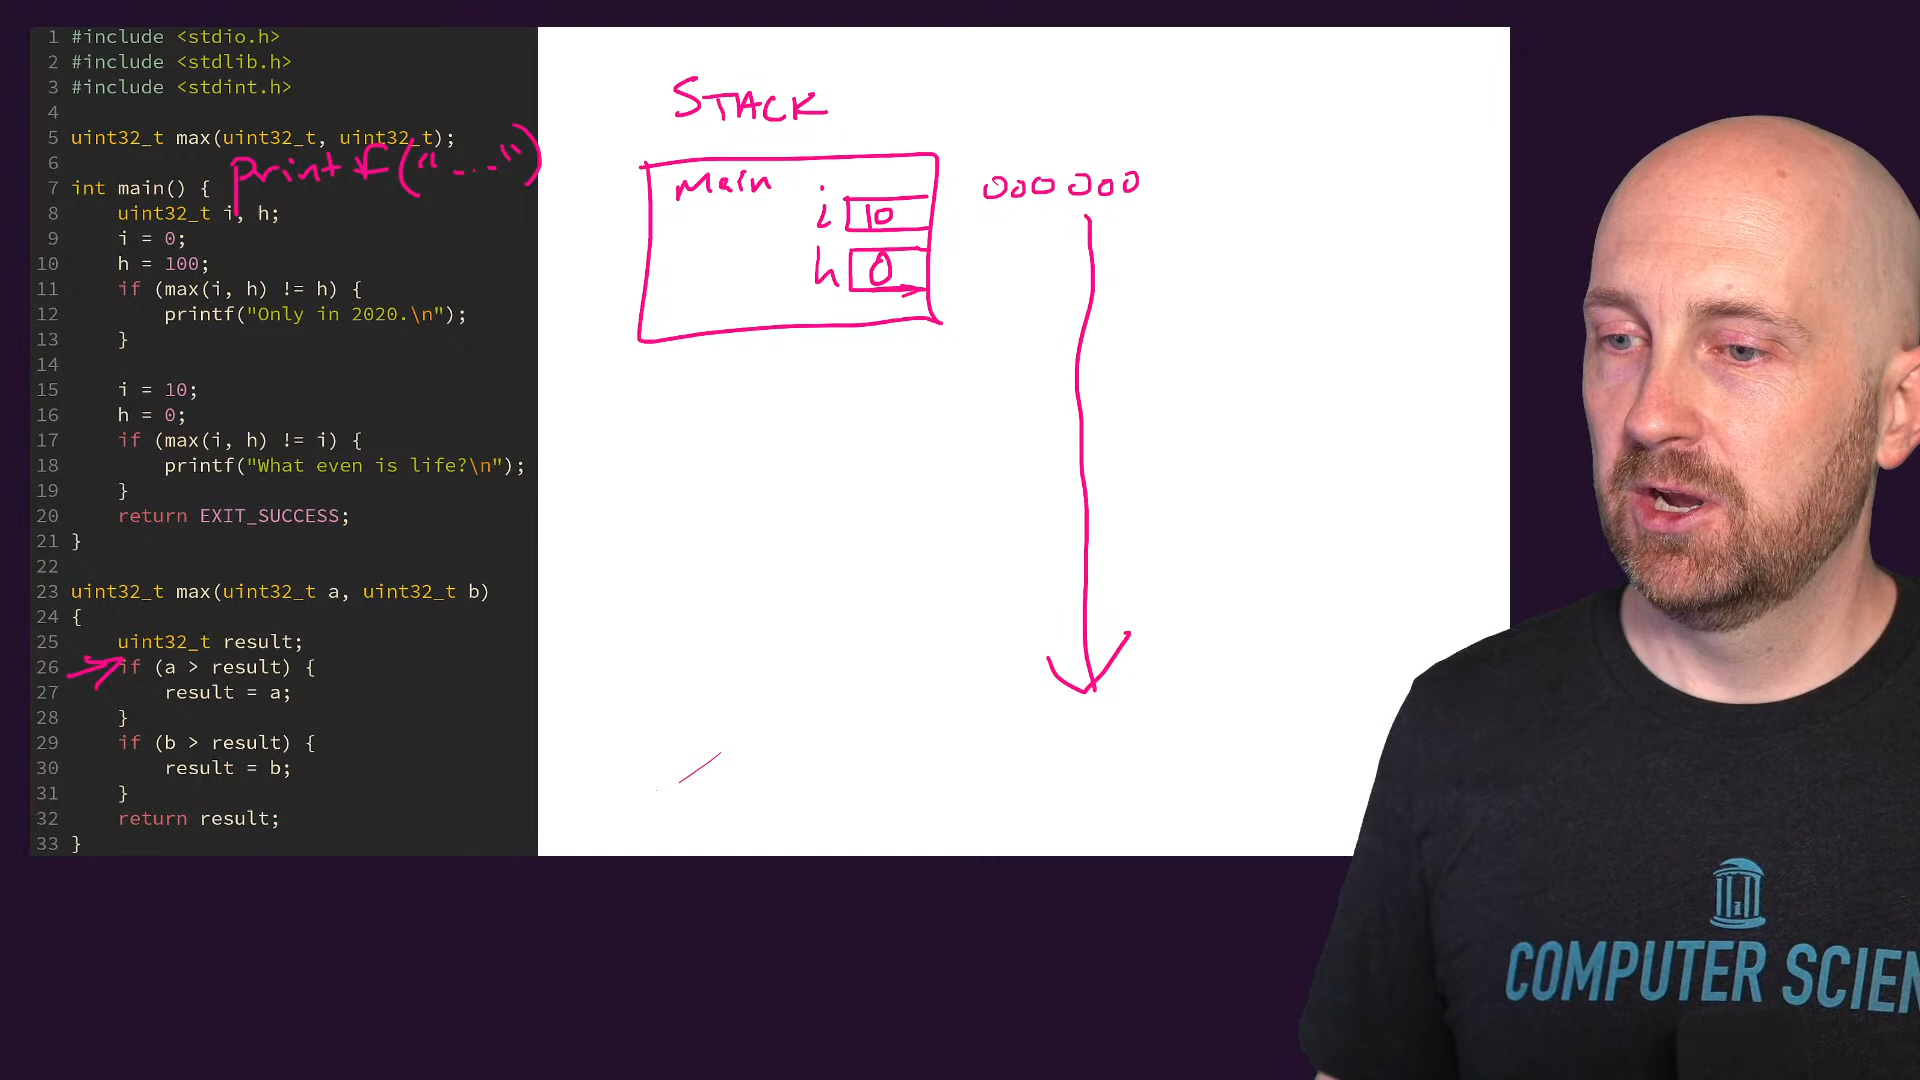 1 #include <stdio.h>
2 #include <stdlib.h>
3 #include <stdint.h>
4
5 uint32_t max(uint32_t, uint32_t);
6
printf("...")
7 int main() {
8 uint32_t i, h;
9 i = 0;
10 h = 100;
11 if (max(i, h) != h) {
12 printf("Only in 2020.\n");
13 }
14
15 i = 10;
16 h = 0;
17 if (max(i, h) != i) {
18 printf("What even is life?\n");
19 }
20 return EXIT_SUCCESS;
21 }
22
23 uint32_t max(uint32_t a, uint32_t b)
24 {
25 uint32_t result;
26 if (a > result) {
27 result = a;
28 }
29 if (b > result) {
30 result = b;
31 }
32 return result;
33 }
STACK
main
i 10
h 0
000 000
COMPUTER SCIEN